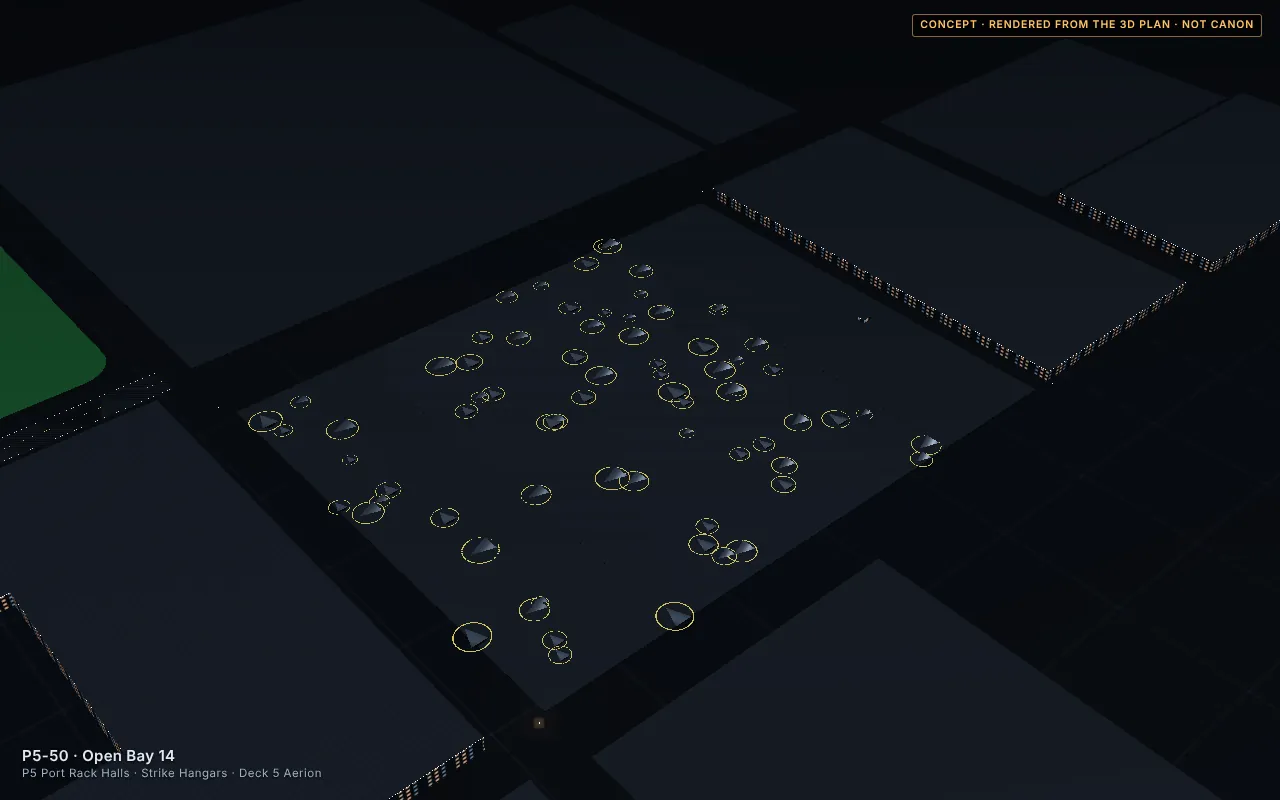 CONCEPT · RENDERED FROM THE 3D PLAN · NOT CANON
P5-50 · Open Bay 14
P5 Port Rack Halls · Strike Hangars · Deck 5 Aerion